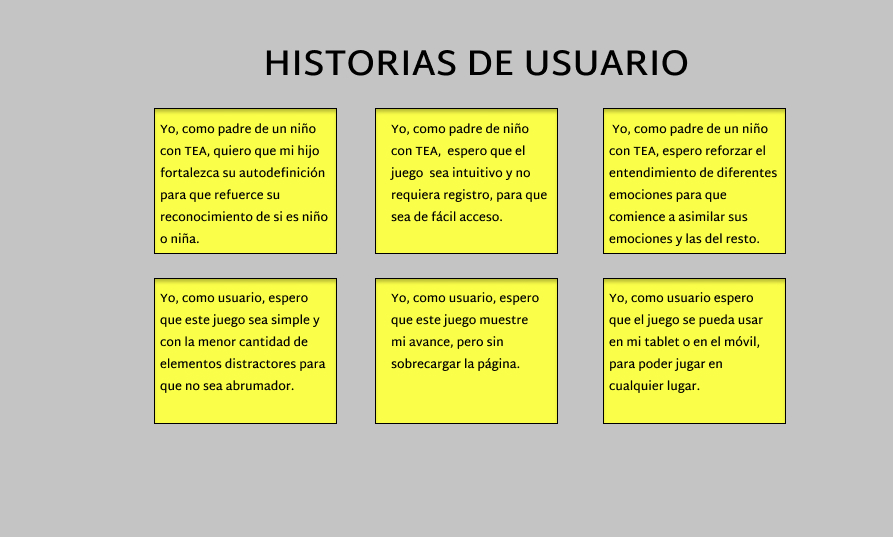 HISTORIAS DE USUARIO
Yo, como padre de un niño
con TEA, quiero que mi hijo
fortalezca su autodefinición
para que refuerce su
reconocimiento de si es niño
o niña.
Yo, como padre de niño
con TEA, espero que el
juego sea intuitivo y no
requiera registro, para que
sea de fácil acceso.
Yo, como padre de un niño
con TEA, espero reforzar el
entendimiento de diferentes
emociones para que
comience a asimilar sus
emociones y las del resto.
Yo, como usuario, espero
que este juego sea simple y
con la menor cantidad de
elementos distractores para
que no sea abrumador.
Yo, como usuario, espero
que este juego muestre
mi avance, pero sin
sobrecargar la página.
Yo, como usuario espero
que el juego se pueda usar
en mi tablet o en el móvil,
para poder jugar en
cualquier lugar.